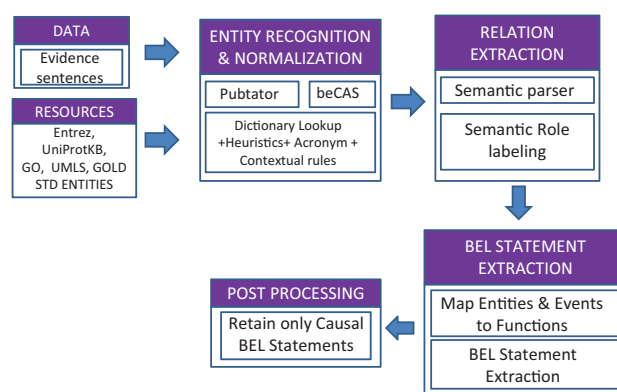 DATA
Evidence
sentences
RESOURCES
Entrez,
UniProtKB,
GO, UMLS, GOLD
STD ENTITIES
ENTITY RECOGNITION
& NORMALIZATION
Pubtator
beCAS
Dictionary Lookup
+Heuristics+ Acronym +
Contextual rules
RELATION
EXTRACTION
Semantic parser
Semantic Role
labeling
BEL STATEMENT
EXTRACTION
Map Entities & Events
to Functions
BEL Statement
Extraction
POST PROCESSING
Retain only Causal
BEL Statements